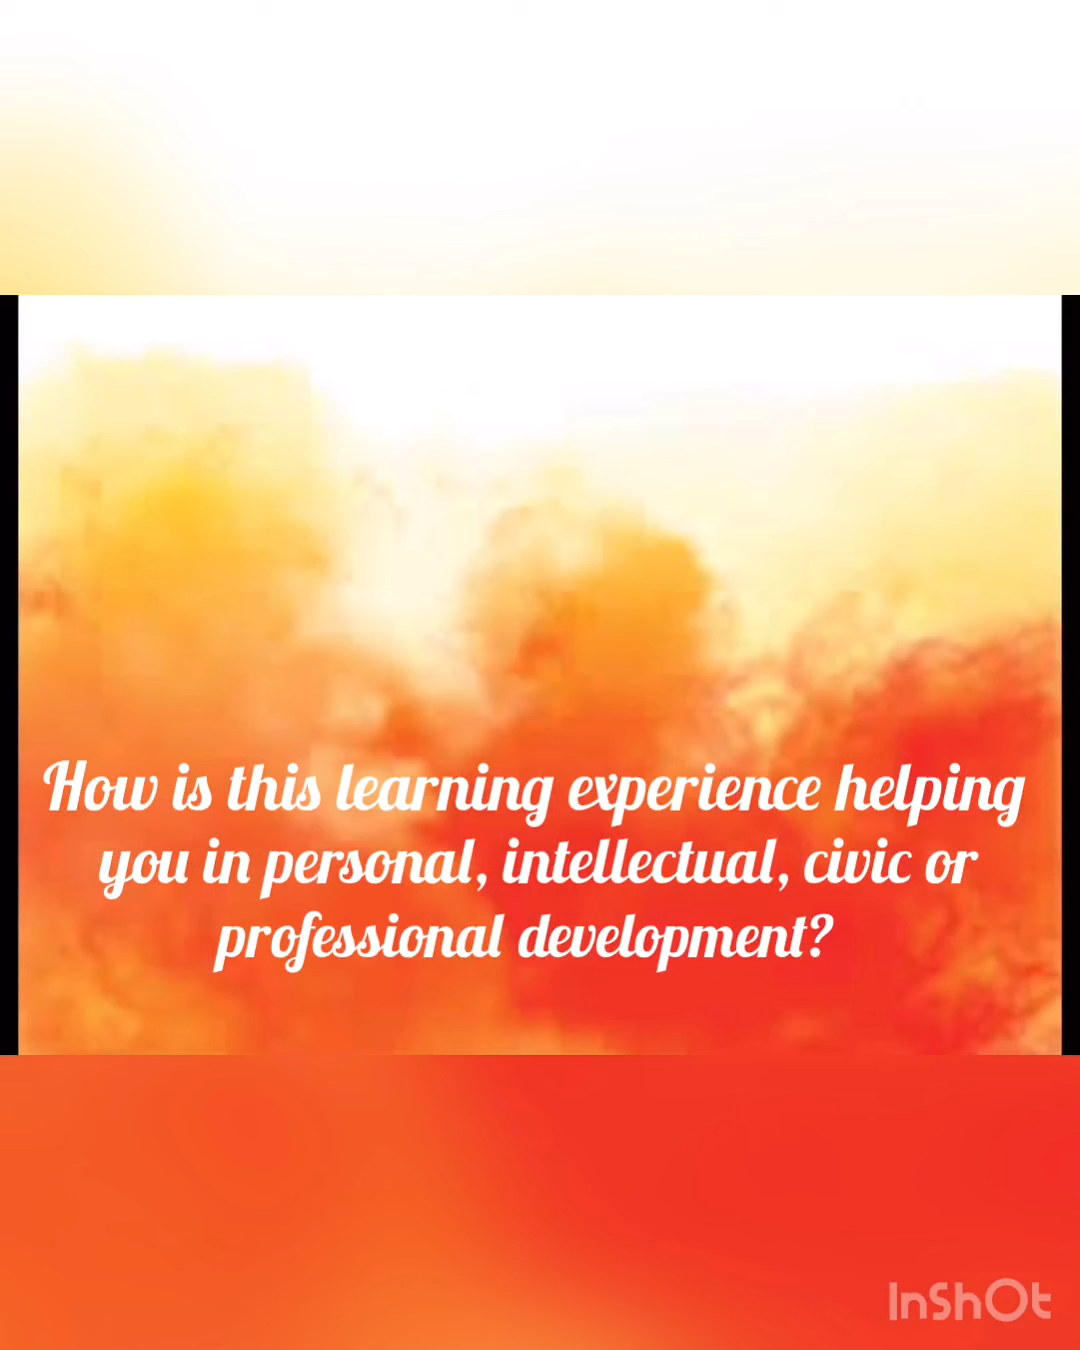 How is this learning experience helping
you in personal, intellectual, civic or
professional development?
InShOt